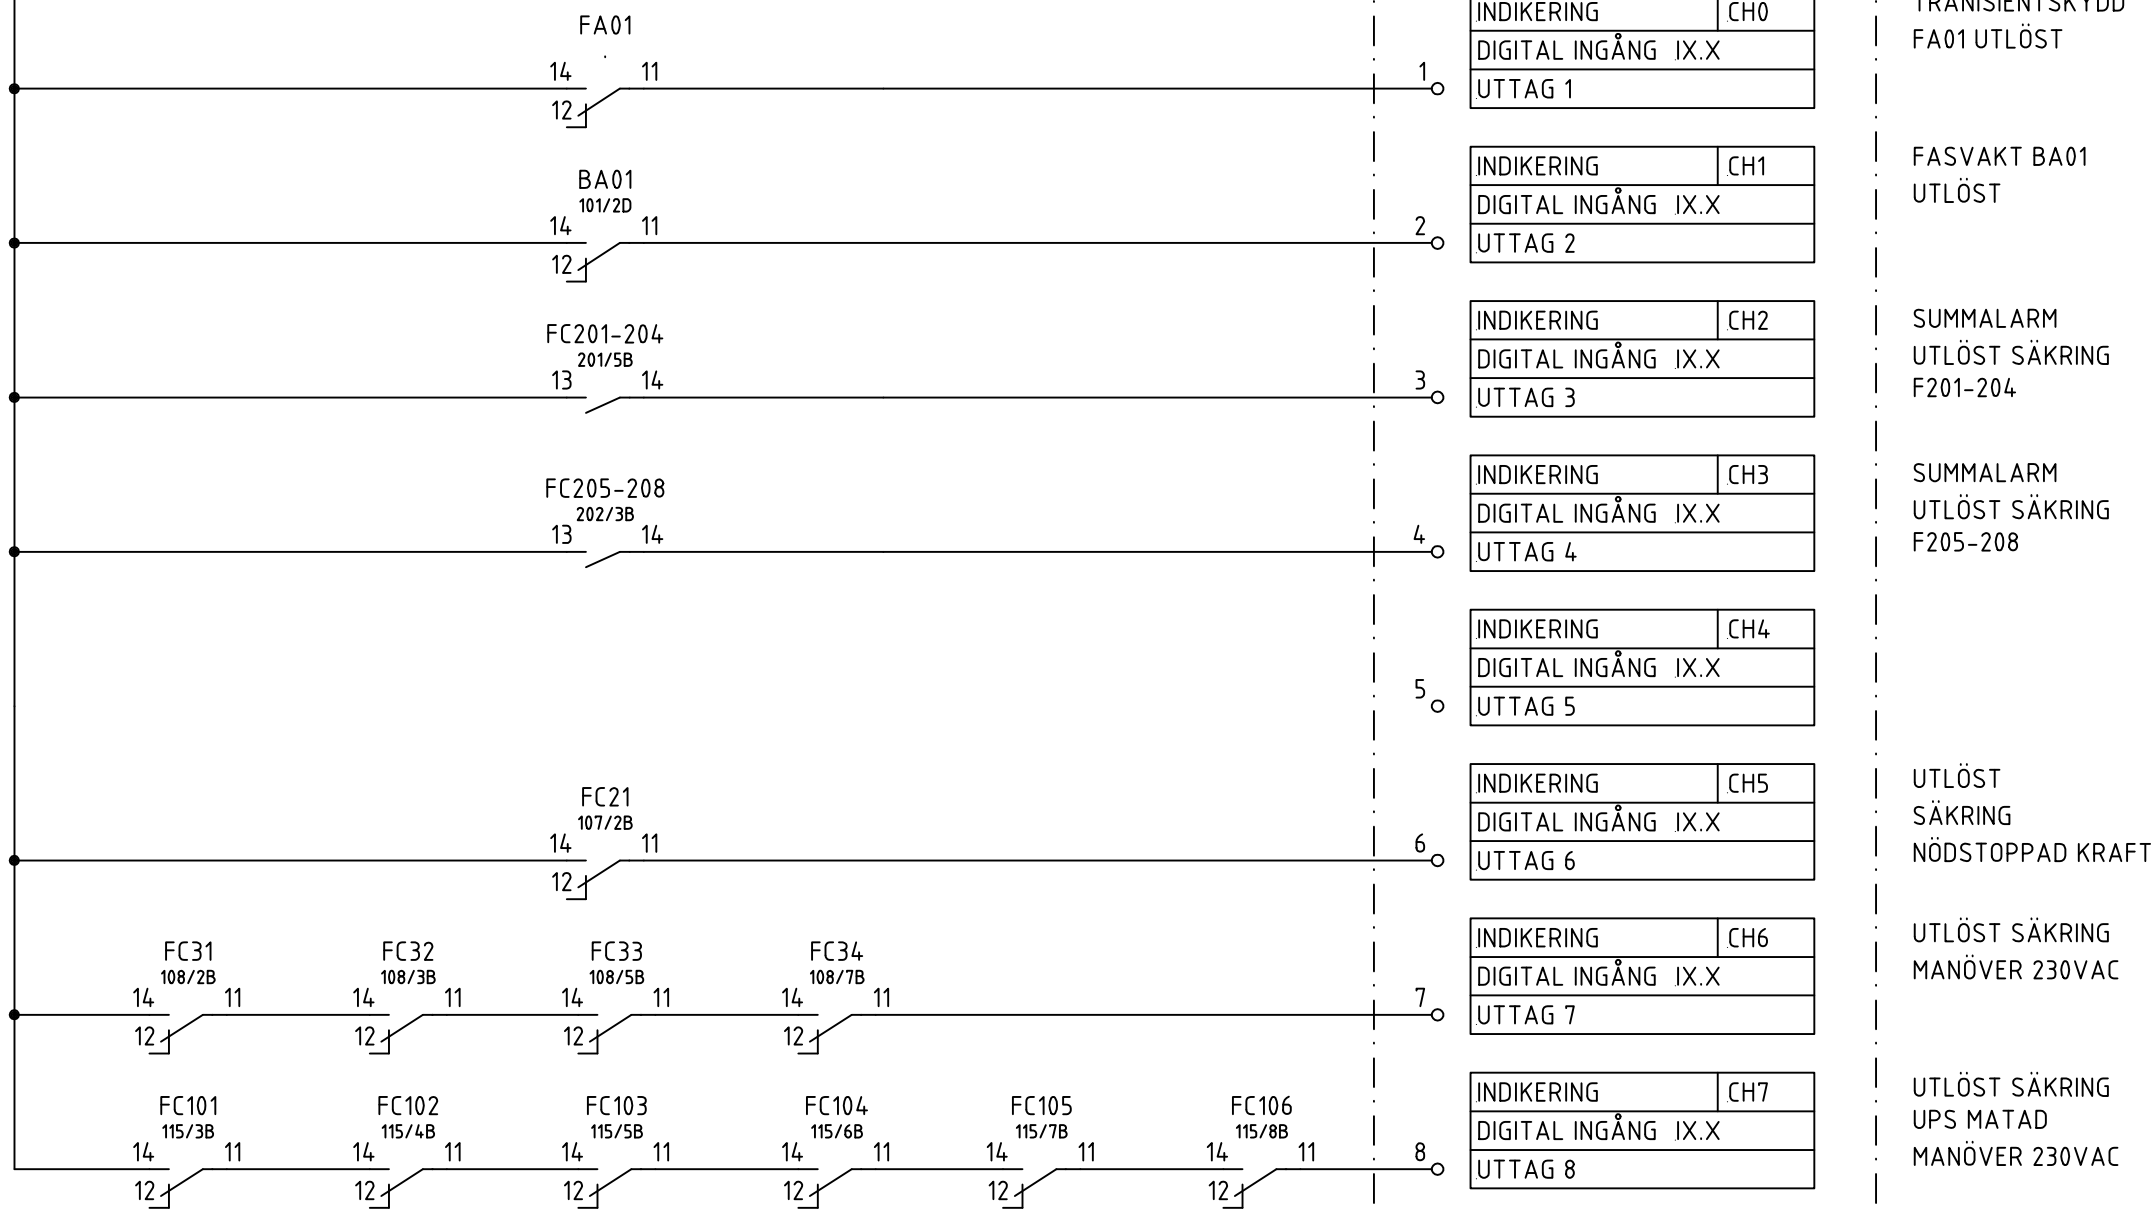 FA01
14 11
12
1
INDIKERING CH0
DIGITAL INGÅNG IX.X
UTTAG 1
TRANISIENTSKYDD
FA01 UTLÖST
BA01
101/2D
14 11
12
2
INDIKERING CH1
DIGITAL INGÅNG IX.X
UTTAG 2
FASVAKT BA01
UTLÖST
FC201-204
201/5B
13 14
3
INDIKERING CH2
DIGITAL INGÅNG IX.X
UTTAG 3
SUMMALARM
UTLÖST SÄKRING
F201-204
FC205-208
202/3B
13 14
4
INDIKERING CH3
DIGITAL INGÅNG IX.X
UTTAG 4
SUMMALARM
UTLÖST SÄKRING
F205-208
5
INDIKERING CH4
DIGITAL INGÅNG IX.X
UTTAG 5
FC21
107/2B
14 11
12
6
INDIKERING CH5
DIGITAL INGÅNG IX.X
UTTAG 6
UTLÖST
SÄKRING
NÖDSTOPPAD KRAFT
FC31 FC32 FC33 FC34
108/2B 108/3B 108/5B 108/7B
14 11 14 11 14 11 14 11
12 12 12 12
7
INDIKERING CH6
DIGITAL INGÅNG IX.X
UTTAG 7
UTLÖST SÄKRING
MANÖVER 230VAC
FC101 FC102 FC103 FC104 FC105 FC106
115/3B 115/4B 115/5B 115/6B 115/7B 115/8B
14 11 14 11 14 11 14 11 14 11 14 11
12 12 12 12 12 12
8
INDIKERING CH7
DIGITAL INGÅNG IX.X
UTTAG 8
UTLÖST SÄKRING
UPS MATAD
MANÖVER 230VAC